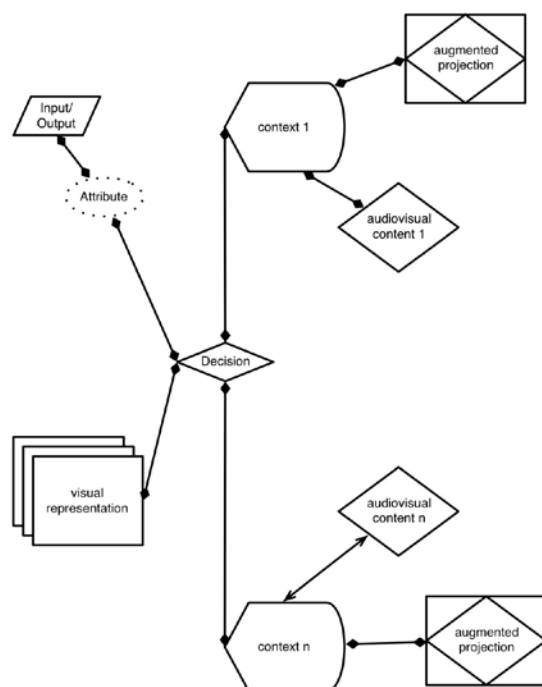 augmented
projection
Input/
Output
context 1
Attribute
audiovisual
content 1
Decision
visual
representation
audiovisual
content n
context n
augmented
projection